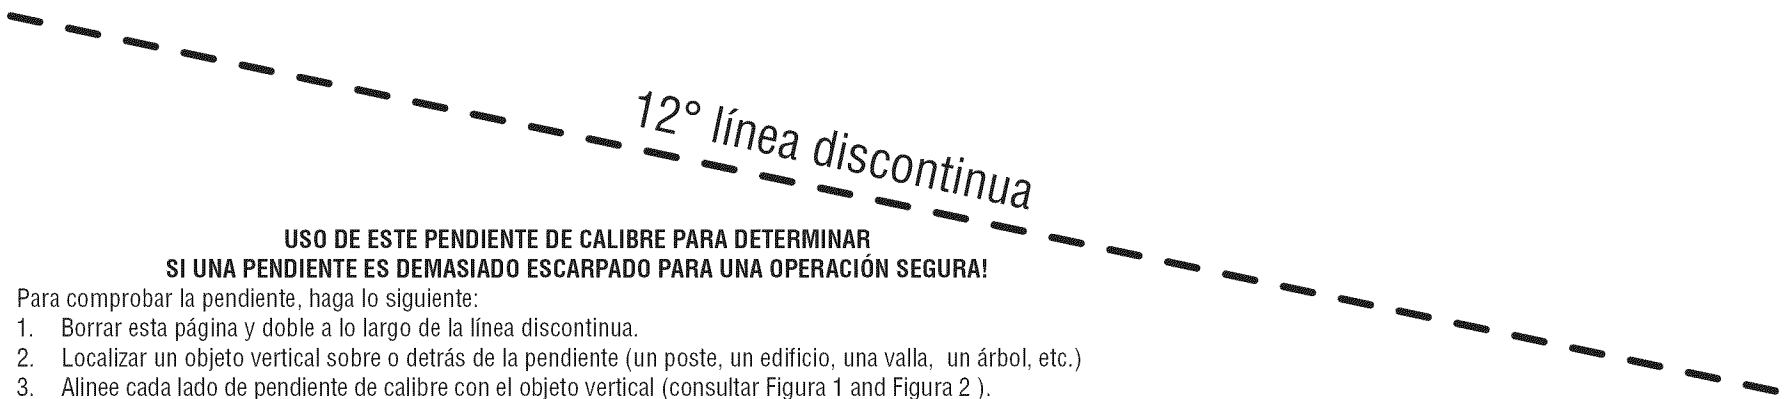 12° línea discontinua
USO DE ESTE PENDIENTE DE CALIBRE PARA DETERMINAR
SI UNA PENDIENTE ES DEMASIADO ESCARPADO PARA UNA OPERACIÓN SEGURA!
Para comprobar la pendiente, haga lo siguiente:
1. Borrar esta página y doble a lo largo de la línea discontinua.
2. Localizar un objeto vertical sobre o detrás de la pendiente (un poste, un edificio, una valla, un árbol, etc.)
3. Alinee cada lado de pendiente de calibre con el objeto vertical (consultar Figura 1 and Figura 2 ).